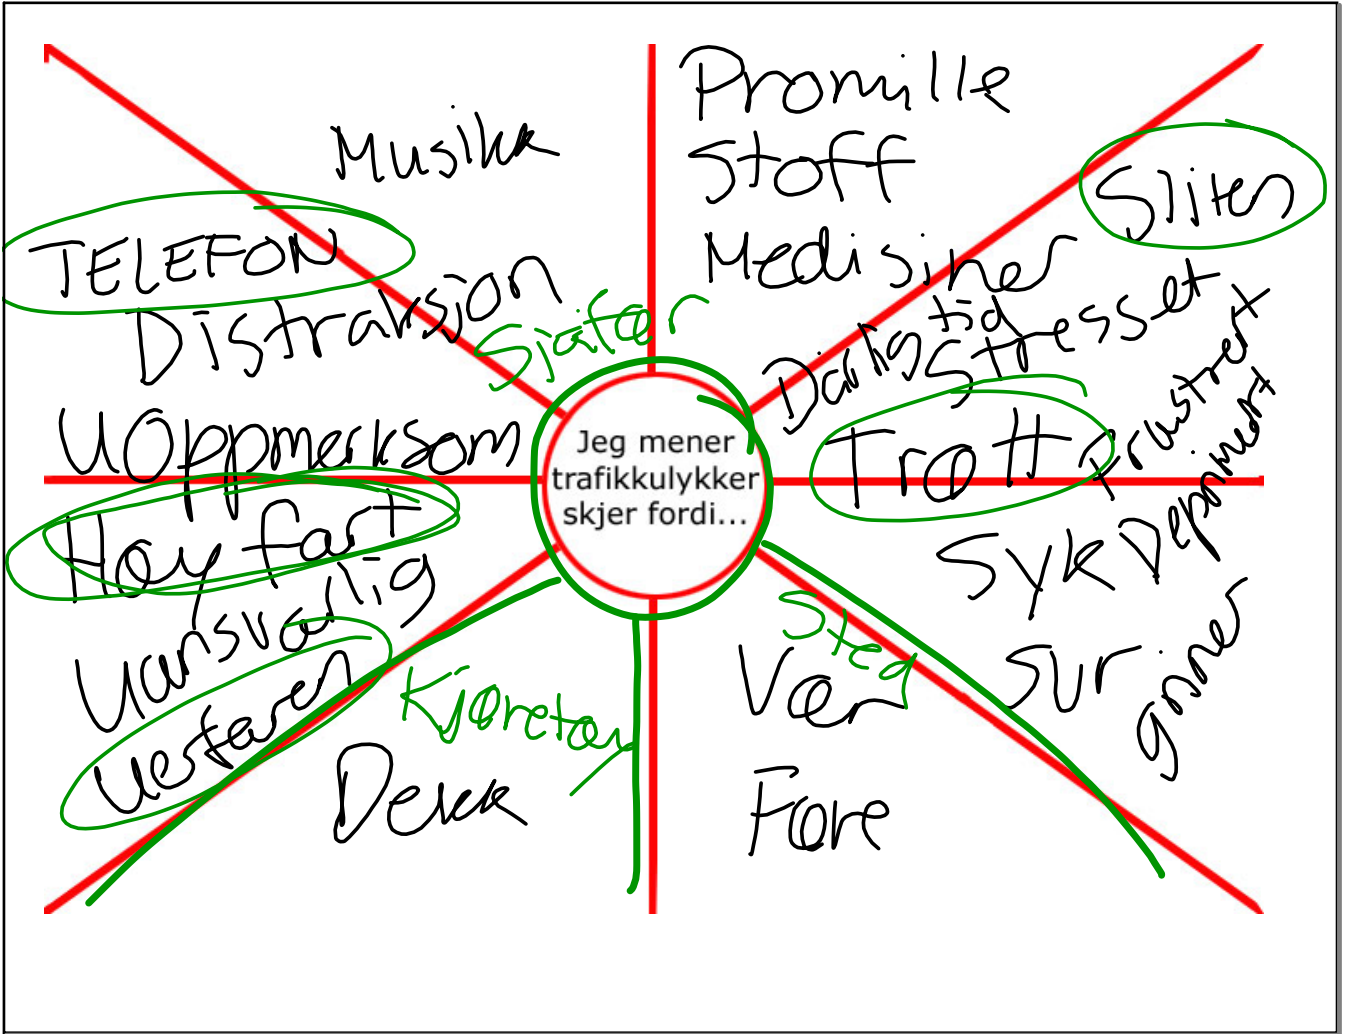 Musikk
TELEFON
Distraksjon
Uoppmerksom
Høy fart
Uansvarlig
Uerfaren
Promille
Stoff
Medisiner
Sliten
Dårlig tid
Stresset
Trøtt
Frustrert
Deprimert
Syk
Sur
Griner
Sjåfør
Jeg mener
trafikkulykker
skjer fordi...
Kjøretøy
Dekk
Sted
Vær
Føre